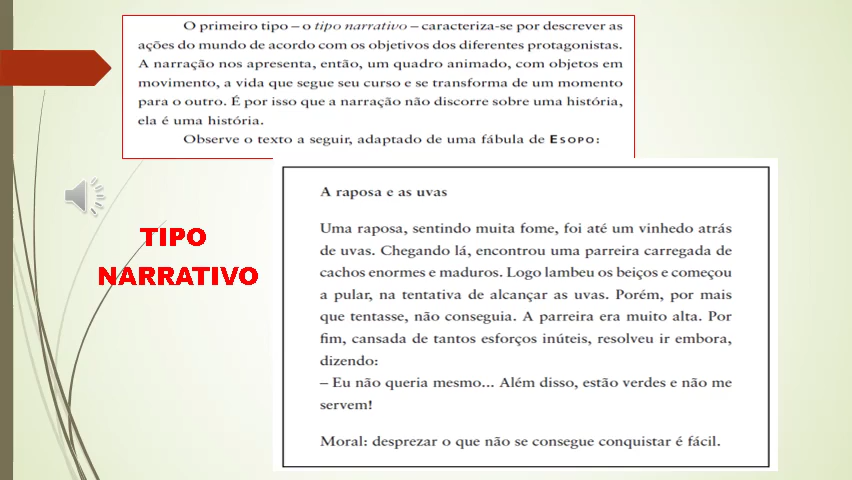 O primeiro tipo – o tipo narrativo – caracteriza-se por descrever as
ações do mundo de acordo com os objetivos dos diferentes protagonistas.
A narração nos apresenta, então, um quadro animado, com objetos em
movimento, a vida que segue seu curso e se transforma de um momento
para o outro. É por isso que a narração não discorre sobre uma história,
ela é uma história.
Observe o texto a seguir, adaptado de uma fábula de ESOPO:
TIPO
NARRATIVO
A raposa e as uvas
Uma raposa, sentindo muita fome, foi até um vinhedo atrás
de uvas. Chegando lá, encontrou uma parreira carregada de
cachos enormes e maduros. Logo lambeu os beiços e começou
a pular, na tentativa de alcançar as uvas. Porém, por mais
que tentasse, não conseguia. A parreira era muito alta. Por
fim, cansada de tantos esforços inúteis, resolveu ir embora,
dizendo:
– Eu não queria mesmo... Além disso, estão verdes e não me
servem!
Moral: desprezar o que não se consegue conquistar é fácil.